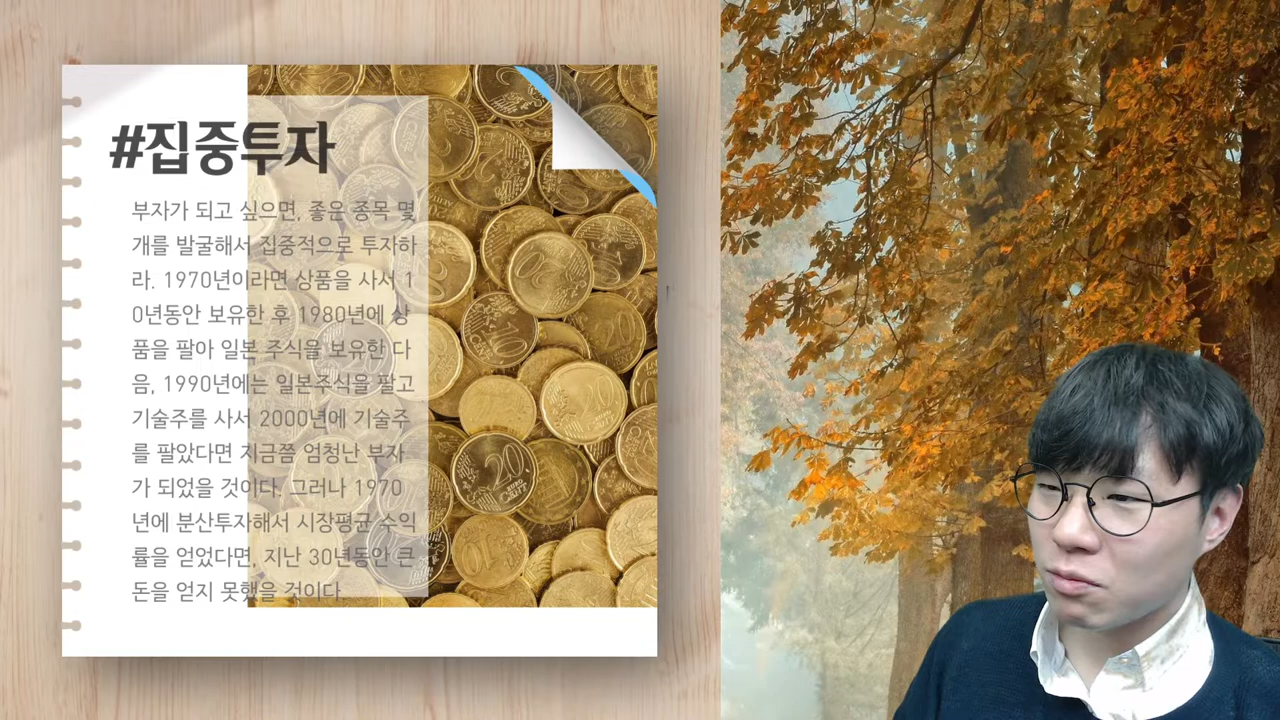 #집중투자
부자가 되고 싶으면, 좋은 종목 몇
개를 발굴해서 집중적으로 투자하
라. 1970년이라면 상품을 사서 1
0년동안 보유한 후 1980년에 상
품을 팔아 일본 주식을 보유한 다
음, 1990년에는 일본주식을 팔고
기술주를 사서 2000년에 기술주
를 팔았다면 지금쯤 엄청난 부자
가 되었을 것이다. 그러나 1970
년에 분산투자해서 시장평균 수익
률을 얻었다면, 지난 30년동안 큰
돈을 얻지 못했을 것이다.